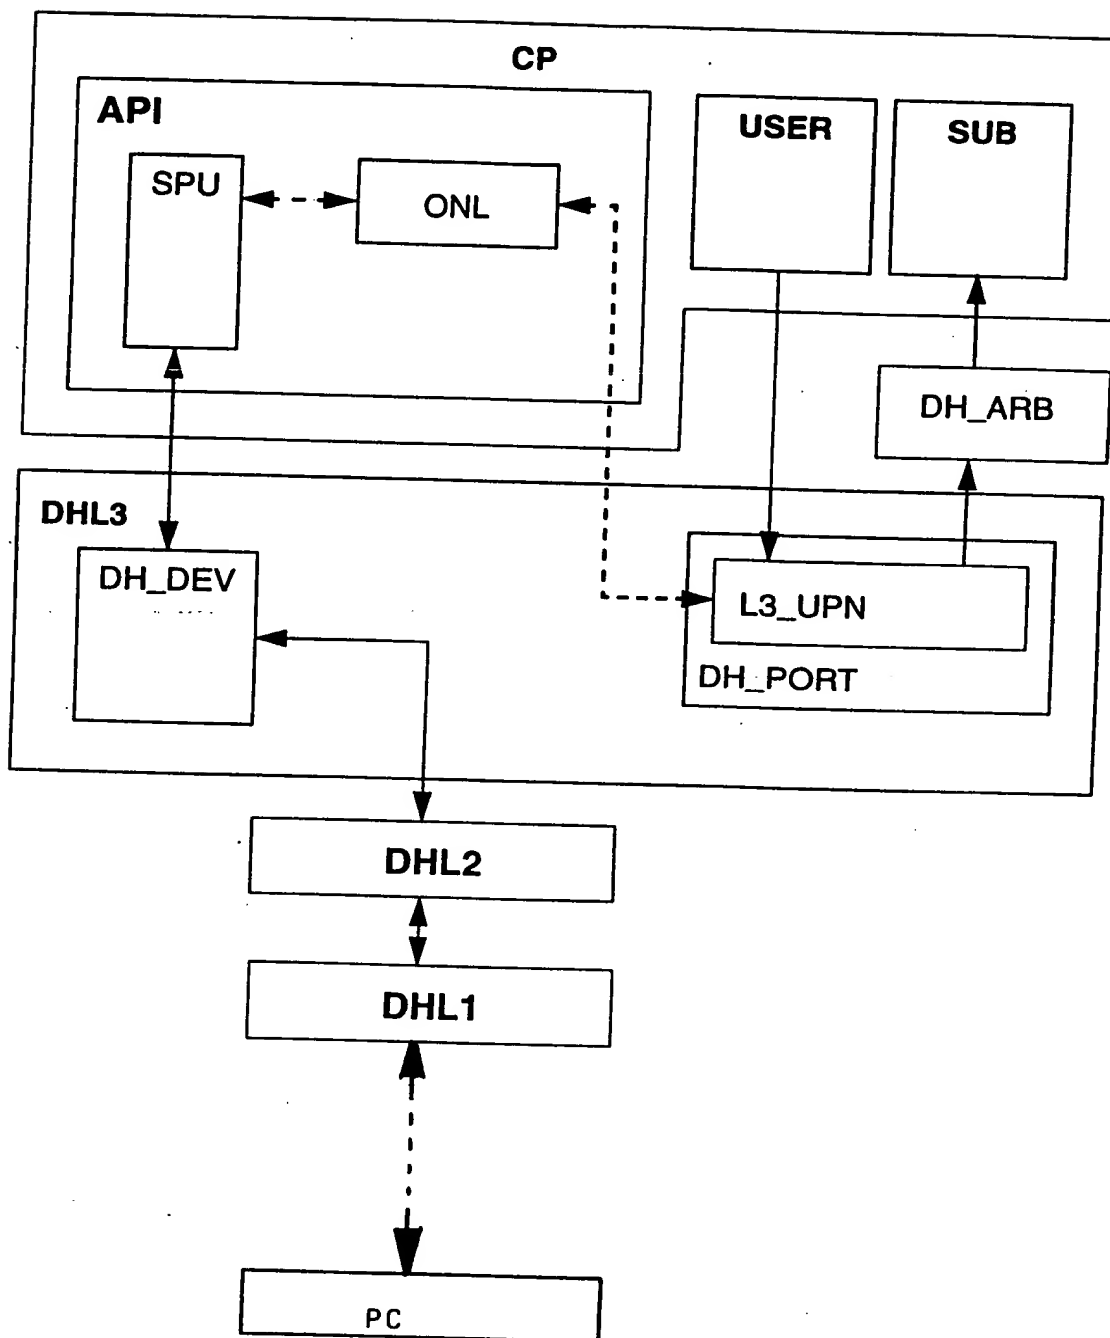 CP
API
USER
SUB
SPU
ONL
DH_ARB
DHL3
DH_DEV
L3_UPN
DH_PORT
DHL2
DHL1
PC